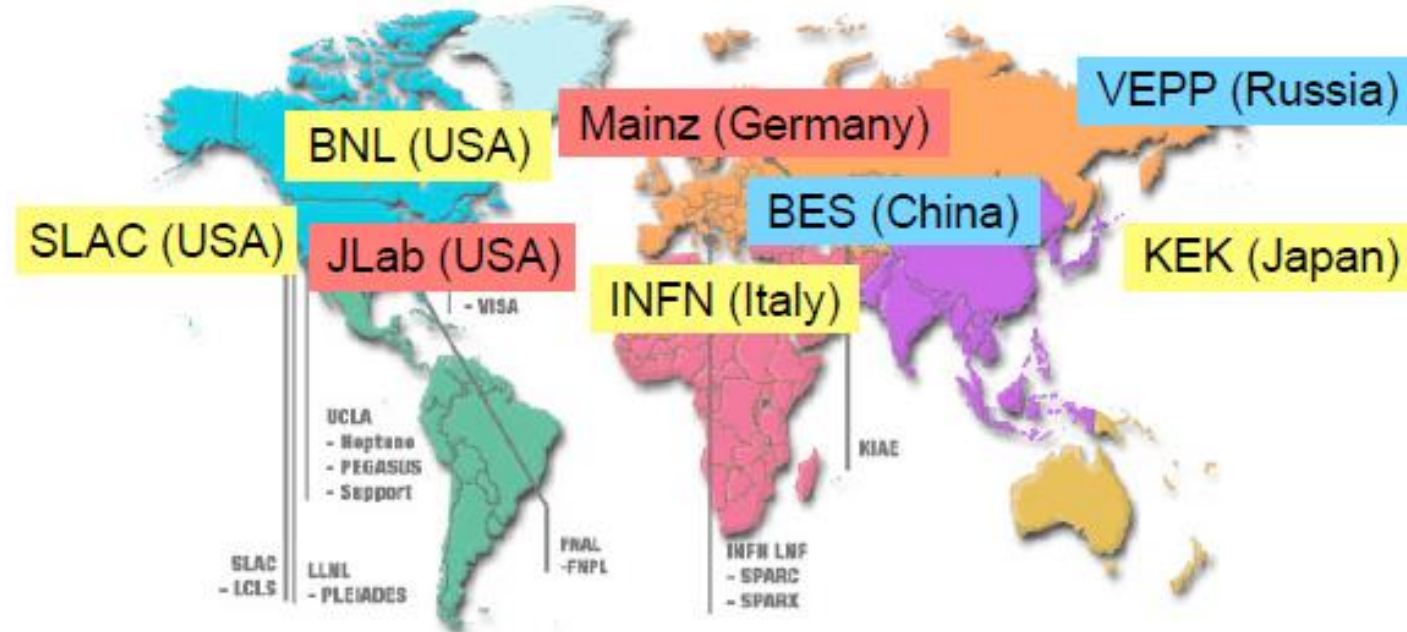 VEPP (Russia)
Mainz (Germany)
BNL (USA)
BES (China)
SLAC (USA)
JLab (USA)
KEK (Japan)
INFN (Italy)
- VISA
UCLA
- Neptune
- PEGASUS
- Support
KIAE
SLAC
- LCLS
LLNL
- PLEIADES
FNAL
-FNPL
INFN LNF
- SPARC
- SPARX